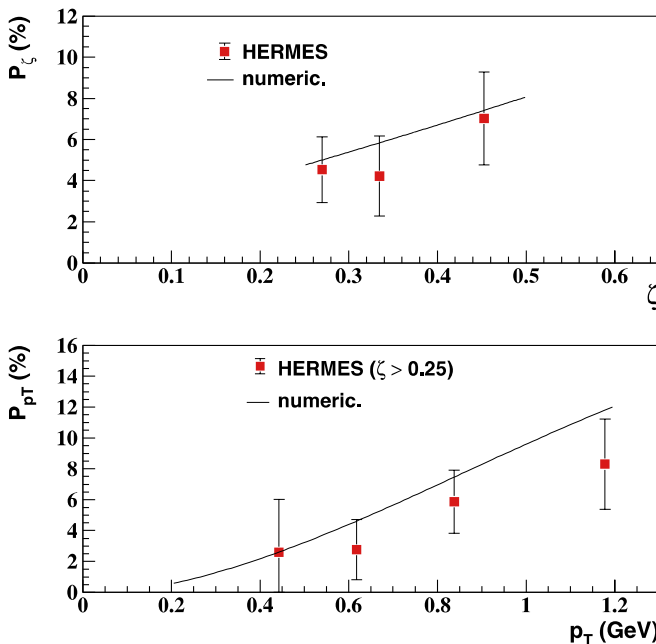 P_ζ (%)
12
10
8
6
4
2
0
HERMES
numeric.
0 0.1 0.2 0.3 0.4 0.5 0.6
ζ
P_pT (%)
16
14
12
10
8
6
4
2
0
HERMES (ζ > 0.25)
numeric.
0 0.2 0.4 0.6 0.8 1 1.2
p_T (GeV)